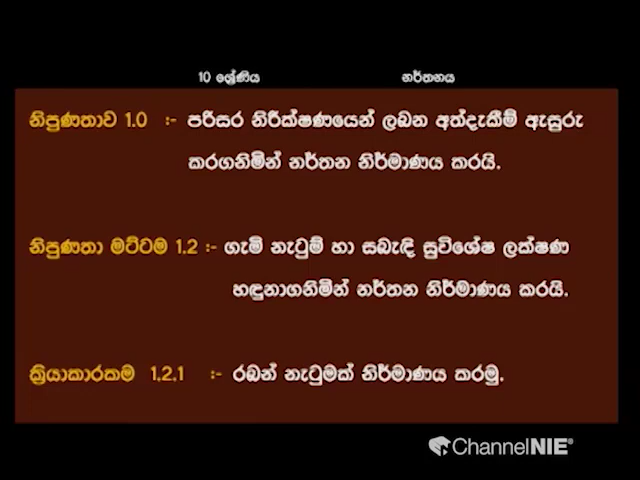 10 ශ්‍රේණිය නර්තනය
නිපුණතාව 1.0 :- පරිසර නිරීක්ෂණයෙන් ලබන අත්දැකීම් ඇසුරු
කරගනිමින් නර්තන නිර්මාණය කරයි.
නිපුණතා මට්ටම 1.2 :- ගැමි නැටුම් හා සබැඳි සුවිශේෂ ලක්ෂණ
හඳුනාගනිමින් නර්තන නිර්මාණය කරයි.
ක්‍රියාකාරකම 1.2.1 :- රබන් නැටුමක් නිර්මාණය කරමු.
ChannelNIE®